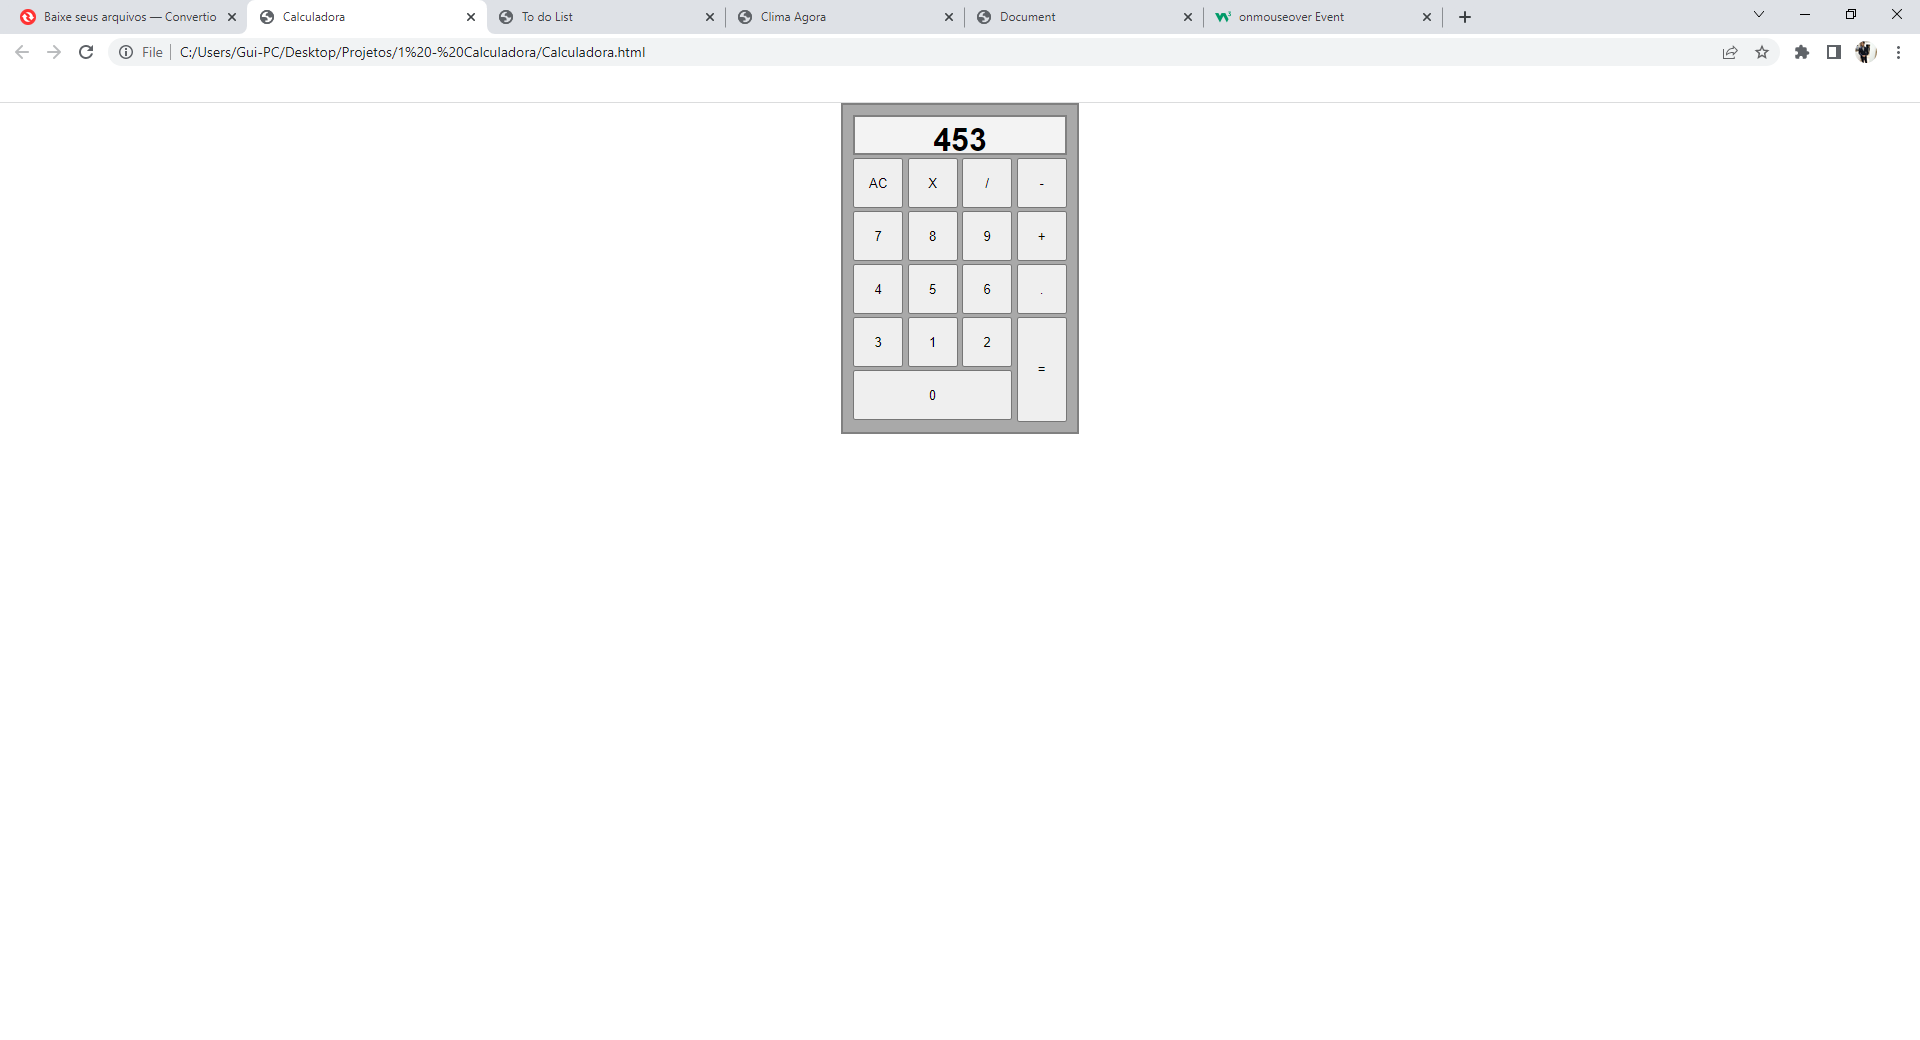 Baixe seus arquivos — Convertio
Calculadora
To do List
Clima Agora
Document
onmouseover Event
File
C:/Users/Gui-PC/Desktop/Projetos/1%20-%20Calculadora/Calculadora.html
453
AC X / -
7 8 9 +
4 5 6 .
3 1 2 =
0